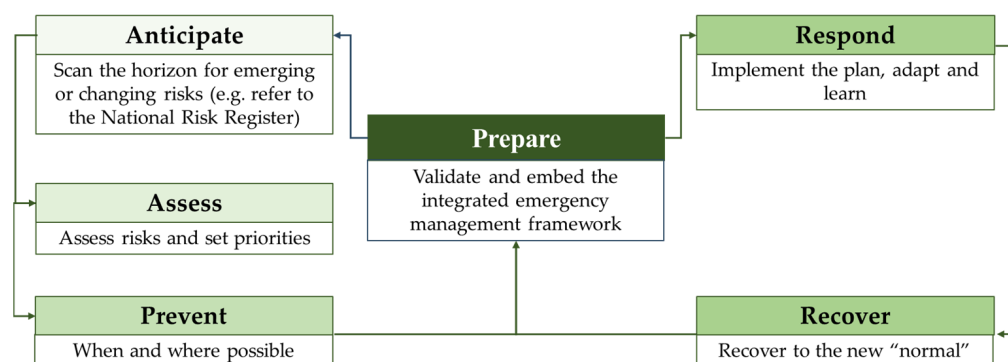 Anticipate
Scan the horizon for emerging
or changing risks (e.g. refer to
the National Risk Register)
Assess
Assess risks and set priorities
Prevent
When and where possible
Prepare
Validate and embed the
integrated emergency
management framework
Respond
Implement the plan, adapt and
learn
Recover
Recover to the new “normal”